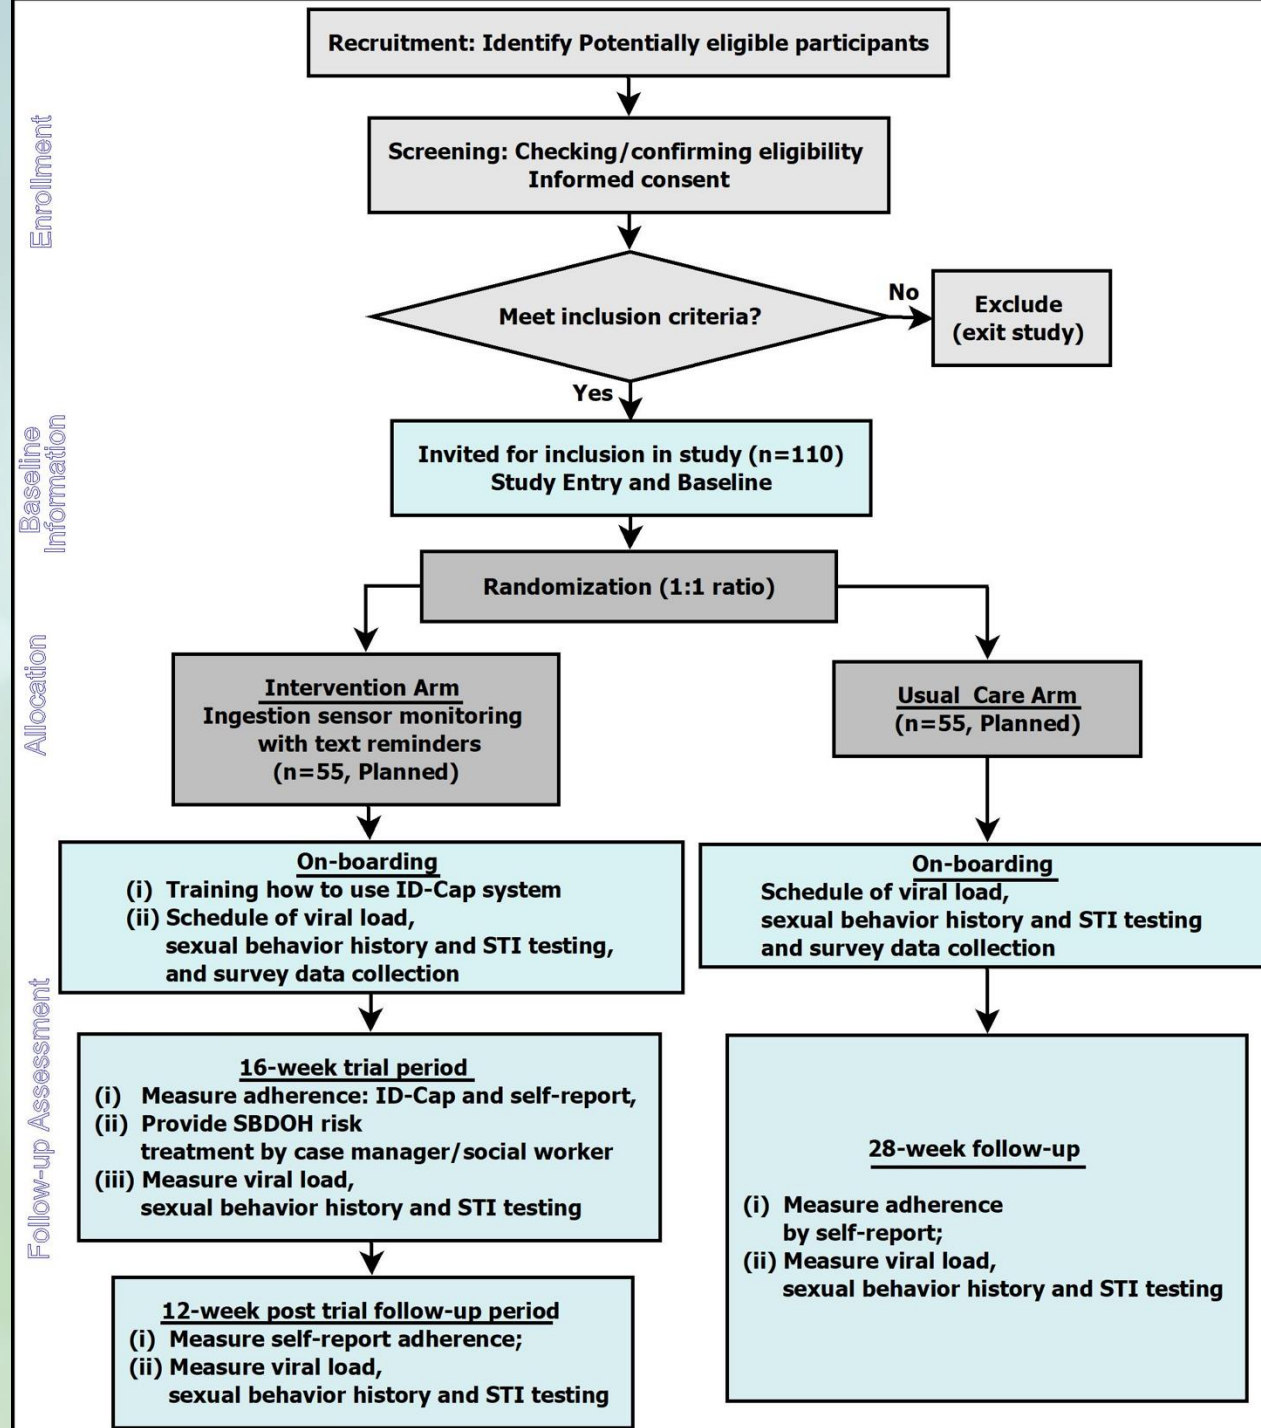 Recruitment: Identify Potentially eligible participants
Enrollment
Screening: Checking/confirming eligibility
Informed consent
Meet inclusion criteria?
No
Exclude
(exit study)
Yes
Baseline
Information
Invited for inclusion in study (n=110)
Study Entry and Baseline
Randomization (1:1 ratio)
Allocation
Intervention Arm
Ingestion sensor monitoring
with text reminders
(n=55, Planned)
Usual Care Arm
(n=55, Planned)
Follow-up Assessment
On-boarding
(i) Training how to use ID-Cap system
(ii) Schedule of viral load,
sexual behavior history and STI testing,
and survey data collection
On-boarding
Schedule of viral load,
sexual behavior history and STI testing
and survey data collection
16-week trial period
(i) Measure adherence: ID-Cap and self-report,
(ii) Provide SBDOH risk
treatment by case manager/social worker
(iii) Measure viral load,
sexual behavior history and STI testing
28-week follow-up
(i) Measure adherence
by self-report;
(ii) Measure viral load,
sexual behavior history and STI testing
12-week post trial follow-up period
(i) Measure self-report adherence;
(ii) Measure viral load,
sexual behavior history and STI testing